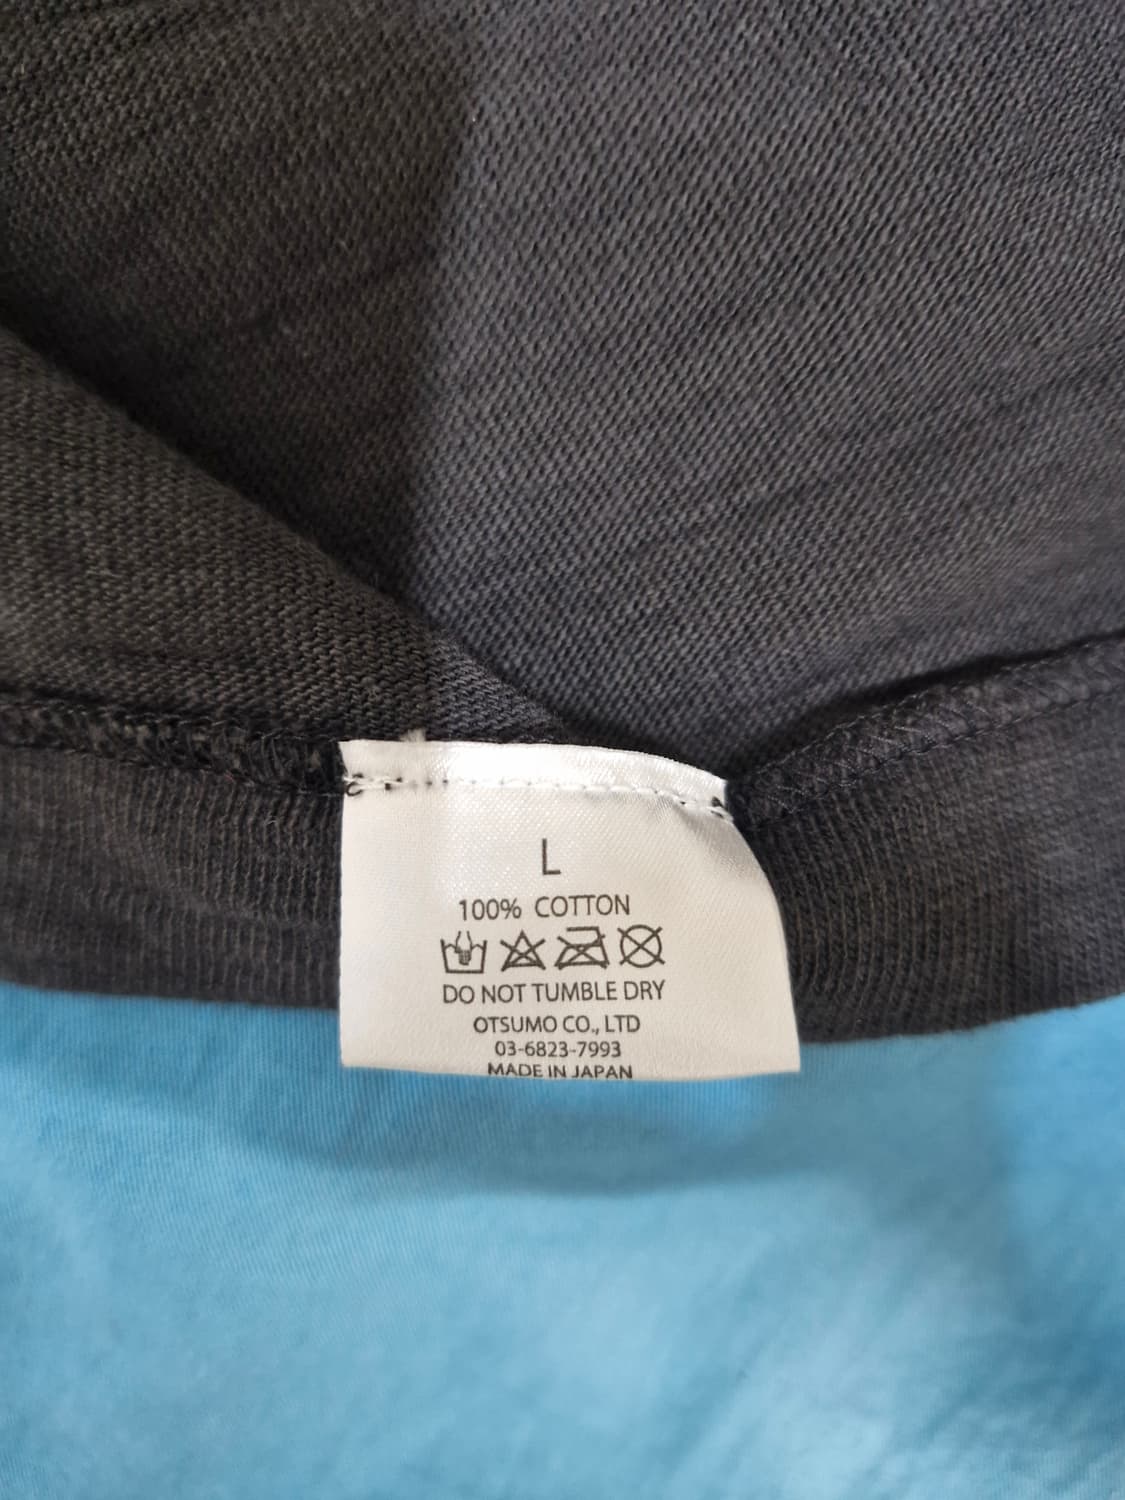 L
100% COTTON
DO NOT TUMBLE DRY
OTSUMO CO., LTD
03-6823-7993
MADE IN JAPAN